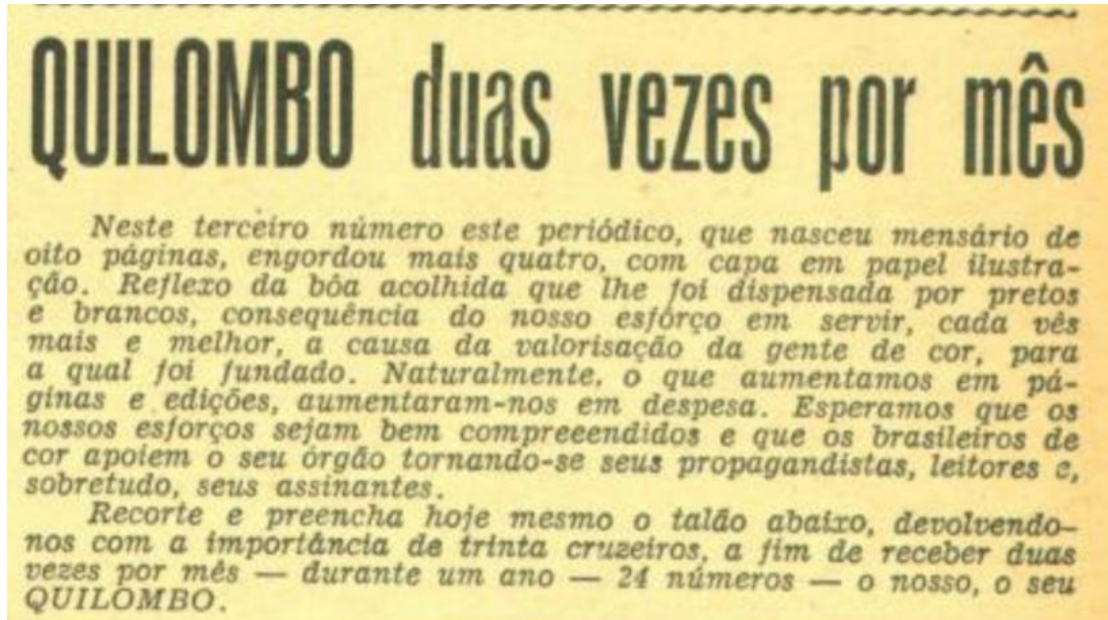 QUILOMBO duas vezes por mês
Neste terceiro número este periódico, que nasceu mensário de
oito páginas, engordou mais quatro, com capa em papel ilustra-
ção. Reflexo da bôa acolhida que lhe foi dispensada por pretos
e brancos, consequência do nosso esfôrço em servir, cada vês
mais e melhor, a causa da valorisação da gente de cor, para
a qual foi fundado. Naturalmente, o que aumentamos em pá-
ginas e edições, aumentaram-nos em despesa. Esperamos que os
nossos esforços sejam bem compreeendidos e que os brasileiros de
cor apoiem o seu órgão tornando-se seus propagandistas, leitores e,
sobretudo, seus assinantes.
Recorte e preencha hoje mesmo o talão abaixo, devolvendo-
nos com a importância de trinta cruzeiros, a fim de receber duas
vezes por mês — durante um ano — 24 números — o nosso, o seu
QUILOMBO.